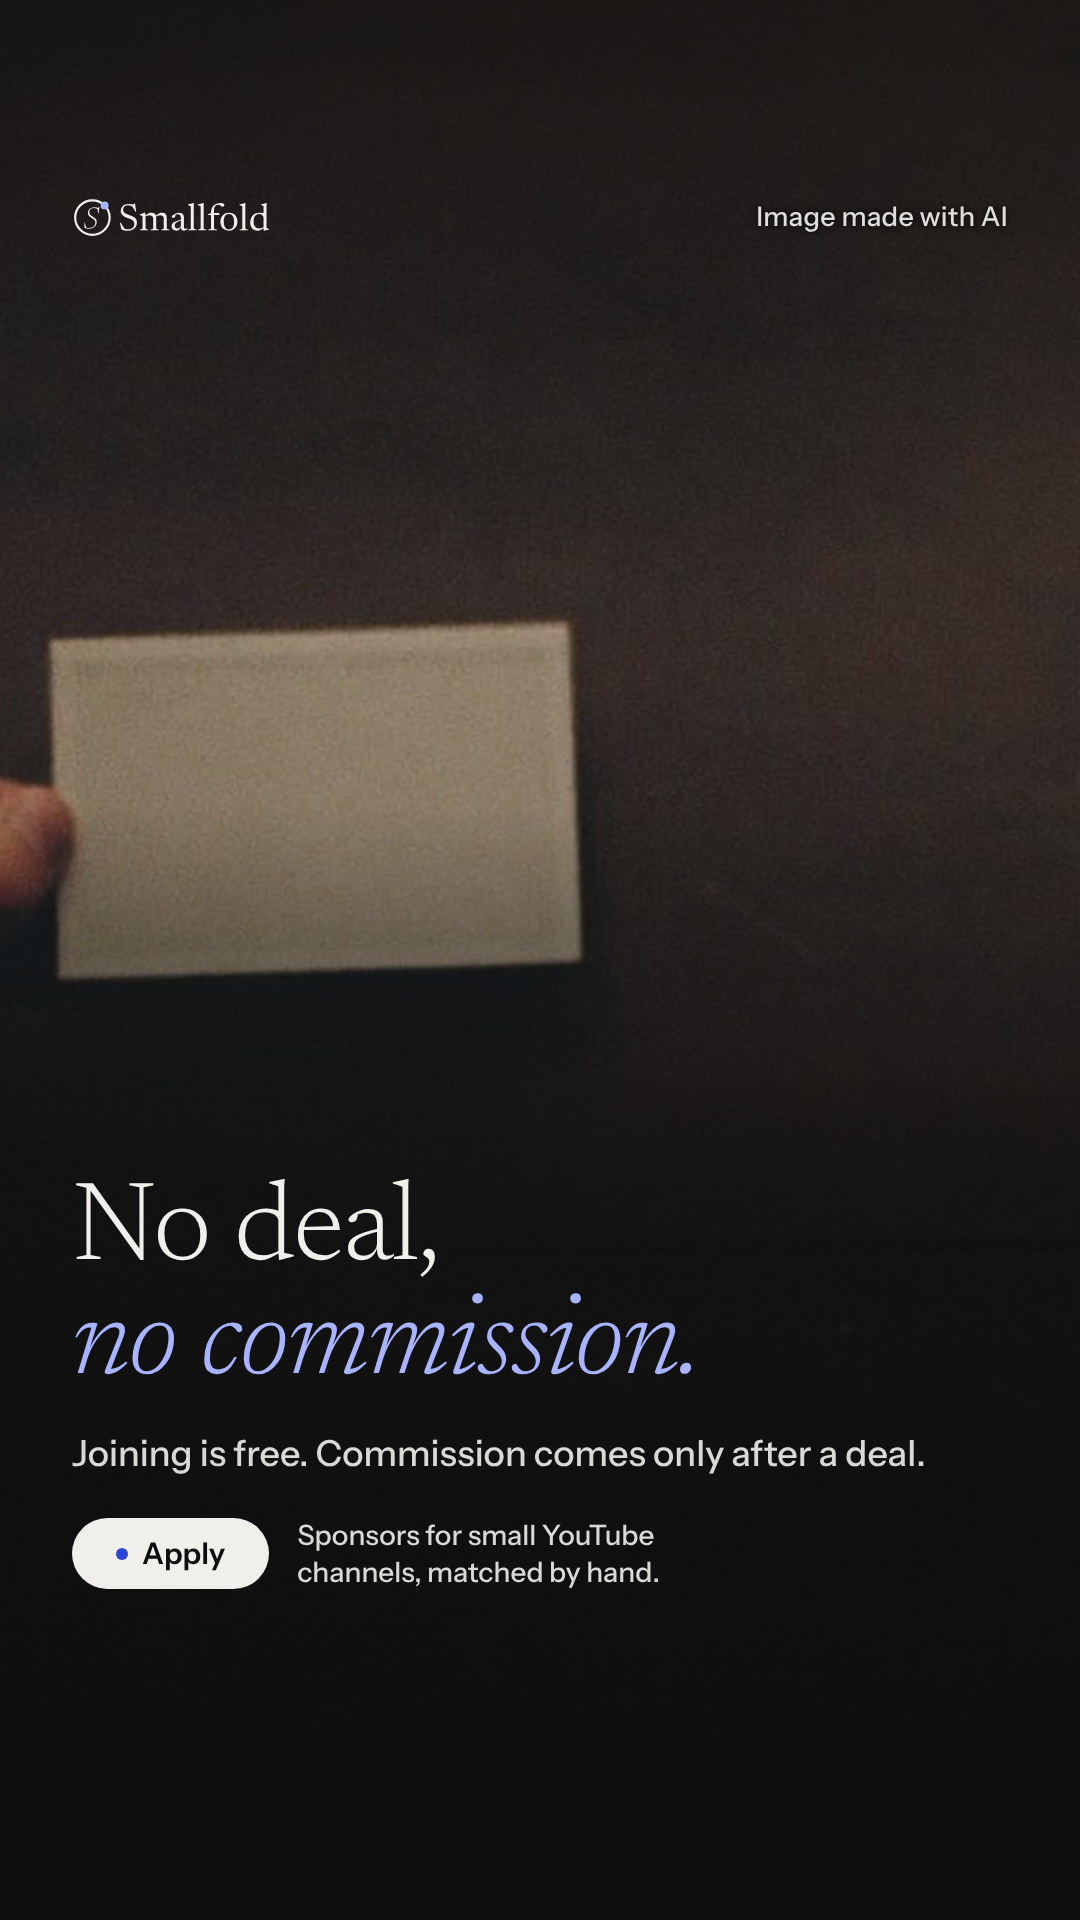 Smallfold
Image made with AI
No deal,
no commission.
Joining is free. Commission comes only after a deal.
Apply
Sponsors for small YouTube
channels, matched by hand.